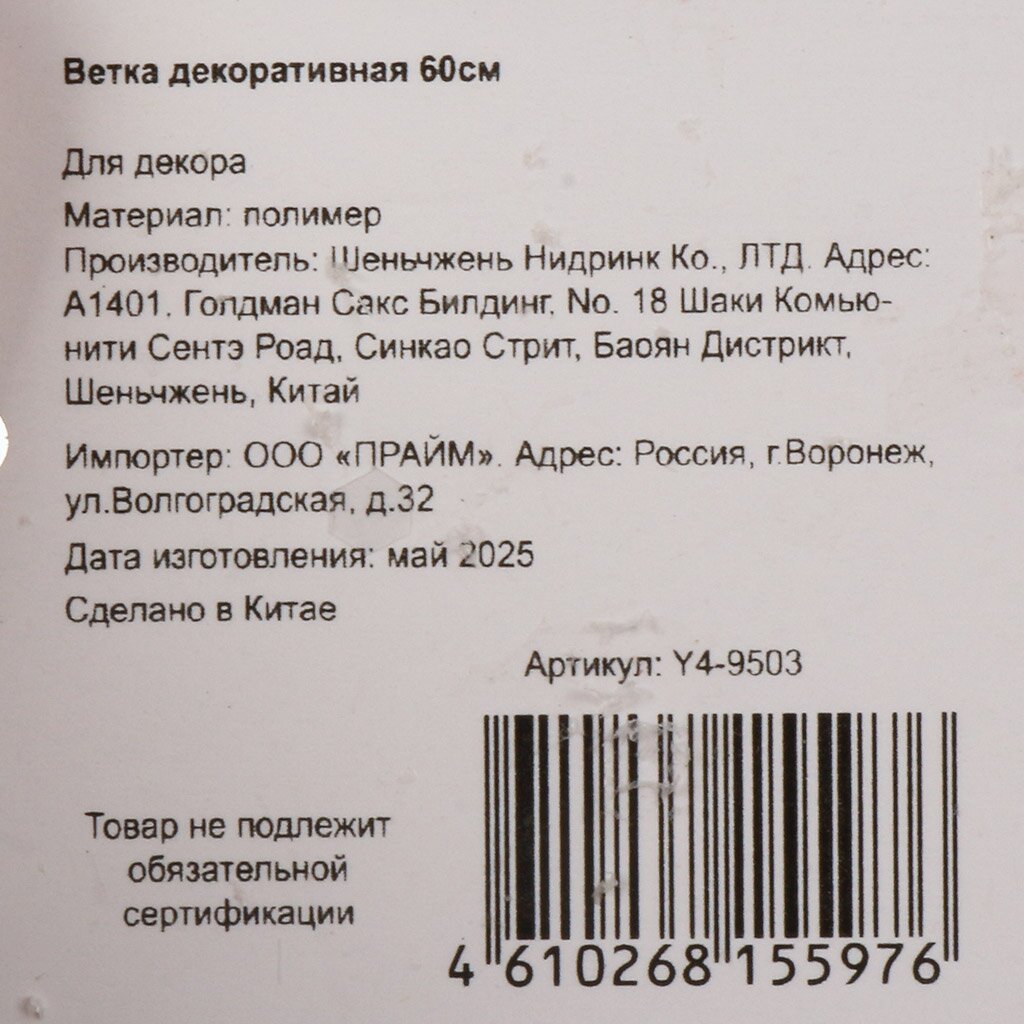 Ветка декоративная 60см
Для декора
Материал: полимер
Производитель: Шеньчжень Нидринк Ко., ЛТД. Адрес:
А1401, Голдман Сакс Билдинг, No. 18 Шаки Комью-
нити Сентэ Роад, Синкао Стрит, Баоян Дистрикт,
Шеньчжень, Китай
Импортер: ООО «ПРАЙМ». Адрес: Россия, г.Воронеж,
ул.Волгоградская, д.32
Дата изготовления: май 2025
Сделано в Китае
Артикул: Y4-9503
Товар не подлежит
обязательной
сертификации
4 610268 155976